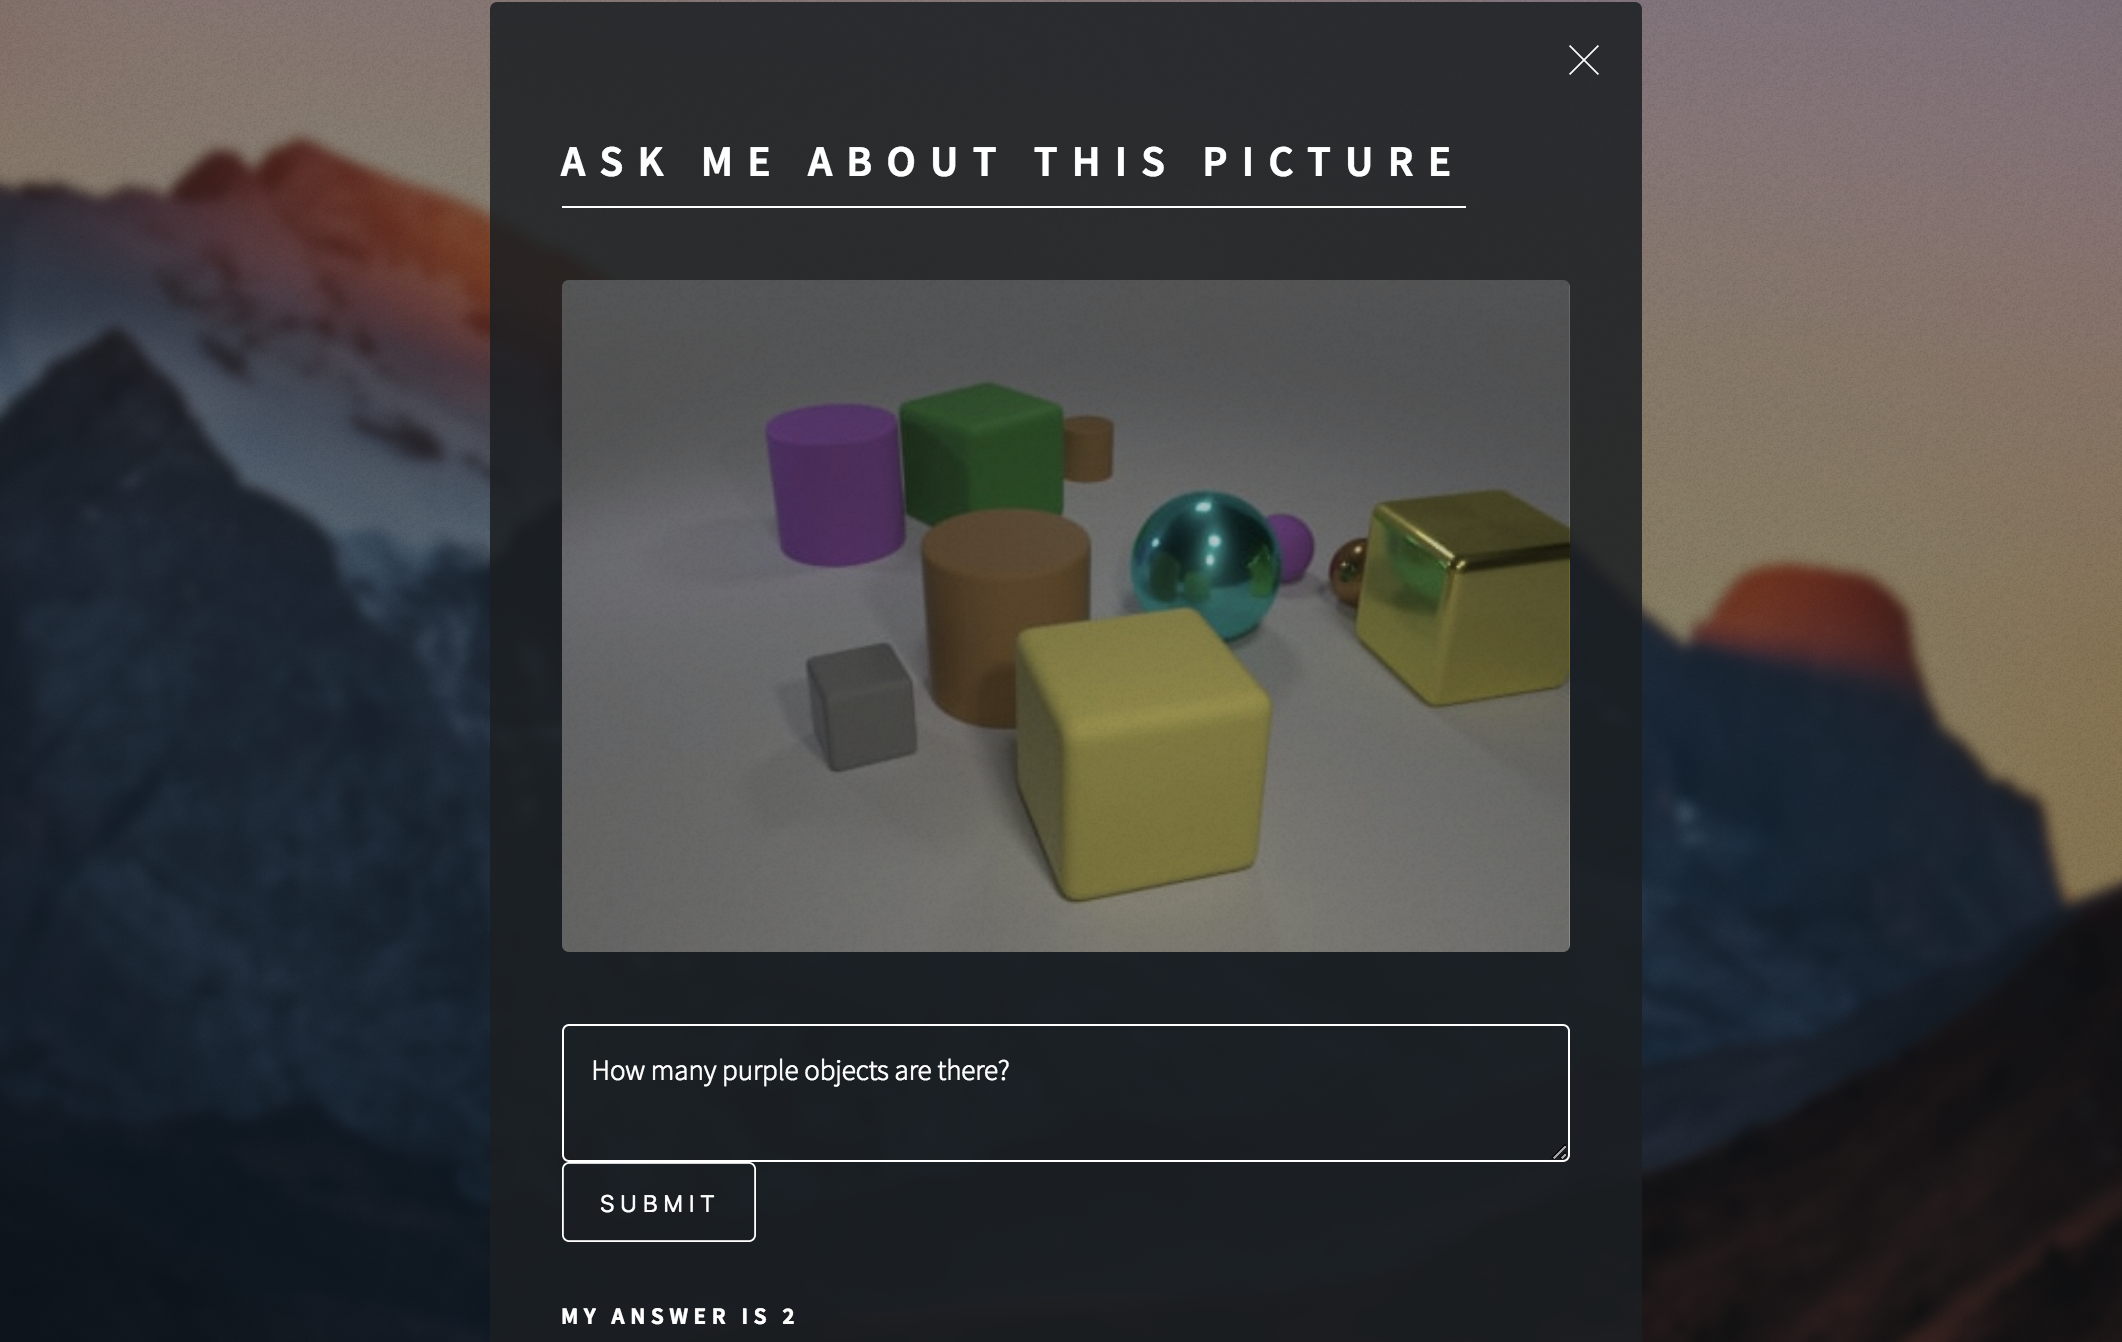 ASK ME ABOUT THIS PICTURE
How many purple objects are there?
SUBMIT
MY ANSWER IS 2